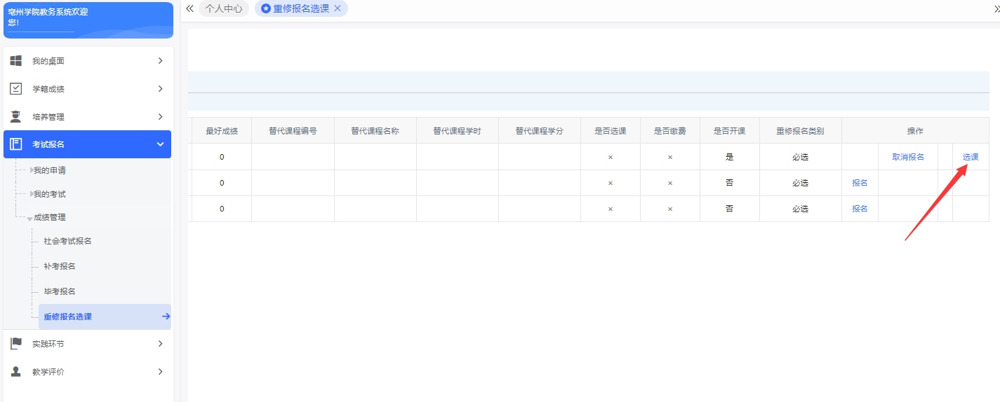 亳州学院教务系统欢迎
您!
个人中心
重修报名选课
我的桌面
学籍成绩
培养管理
考试报名
我的申请
我的考试
成绩管理
社会考试报名
补考报名
毕考报名
重修报名选课
实践环节
教学评价
最好成绩 替代课程编号 替代课程名称 替代课程学时 替代课程学分 是否选课 是否缴费 是否开课 重修报名类别 操作
0 × × 是 必选 取消报名 选课
0 × × 否 必选 报名
0 × × 否 必选 报名